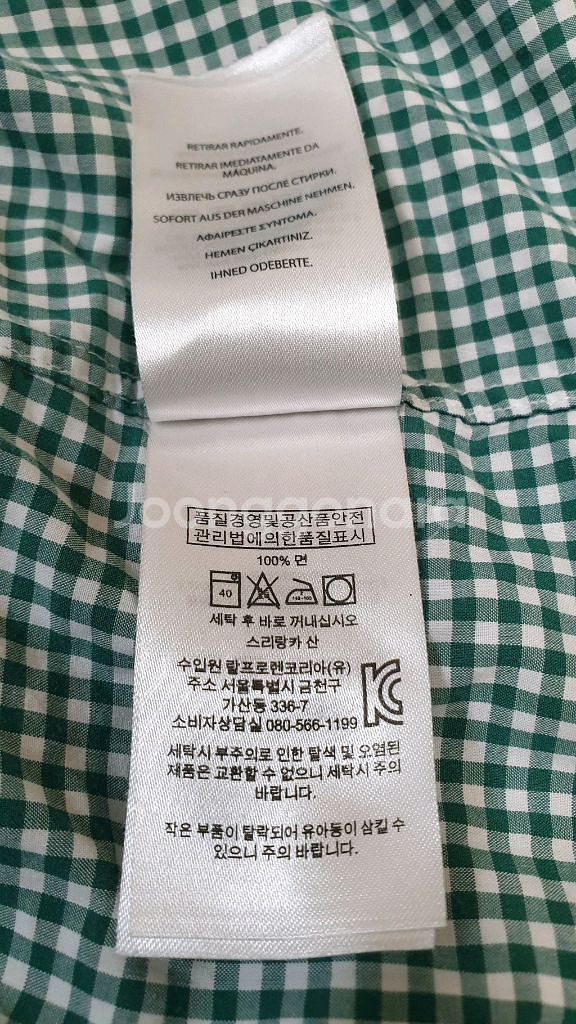 RETIRAR RAPIDAMENTE.
RETIRAR IMEDIATAMENTE DA
MÁQUINA.
ИЗВЛЕЧЬ СРАЗУ ПОСЛЕ СТИРКИ.
SOFORT AUS DER MASCHINE NEHMEN.
ΑΦΑΙΡΕΣΤΕ ΣΥΝΤΟΜΑ.
HEMEN ÇIKARTINIZ.
IHNED ODEBERTE.
Joonggonara
품질경영및공산품안전
관리법에의한품질표시
100% 면
40
세탁 후 바로 꺼내십시오
스리랑카 산
수입원 랄프로렌코리아(유)
주소 서울특별시 금천구
가산동 336-7
소비자상담실 080-566-1199
세탁시 부주의로 인한 탈색 및 오염된
제품은 교환할 수 없으니 세탁시 주의
바랍니다.
작은 부품이 탈락되어 유아동이 삼킬 수
있으니 주의 바랍니다.